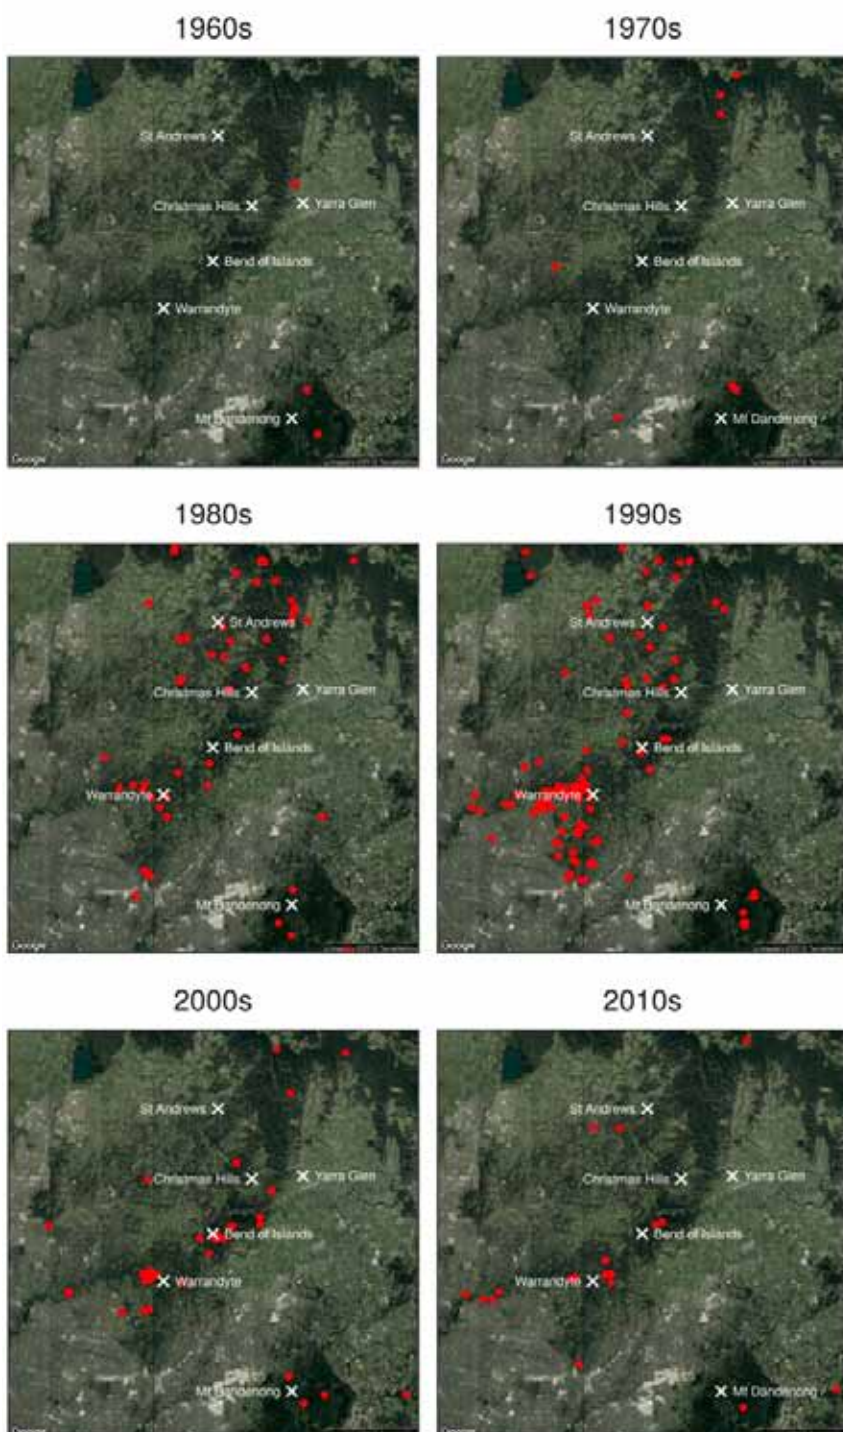 1960s
1970s
St Andrews
Christmas Hills
Yarra Glen
Bend of Islands
Warrandyte
Mt Dandenong
Google
St Andrews
Christmas Hills
Yarra Glen
Bend of Islands
Warrandyte
Mt Dandenong
Google
1980s
1990s
St Andrews
Christmas Hills
Yarra Glen
Bend of Islands
Warrandyte
Mt Dandenong
Google
St Andrews
Christmas Hills
Yarra Glen
Bend of Islands
Warrandyte
Mt Dandenong
Google
2000s
2010s
St Andrews
Christmas Hills
Yarra Glen
Bend of Islands
Warrandyte
Mt Dandenong
St Andrews
Christmas Hills
Yarra Glen
Bend of Islands
Warrandyte
Mt Dandenong